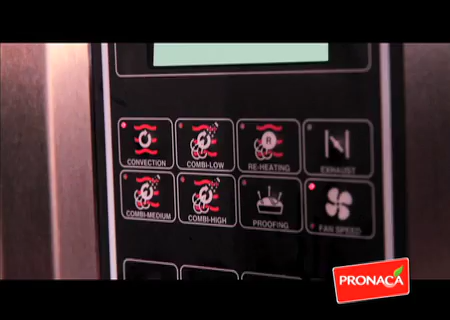 CONVECTION
COMBI-LOW
R
RE-HEATING
EXHAUST
COMBI-MEDIUM
COMBI-HIGH
PROOFING
FAN SPEED
PRONACA